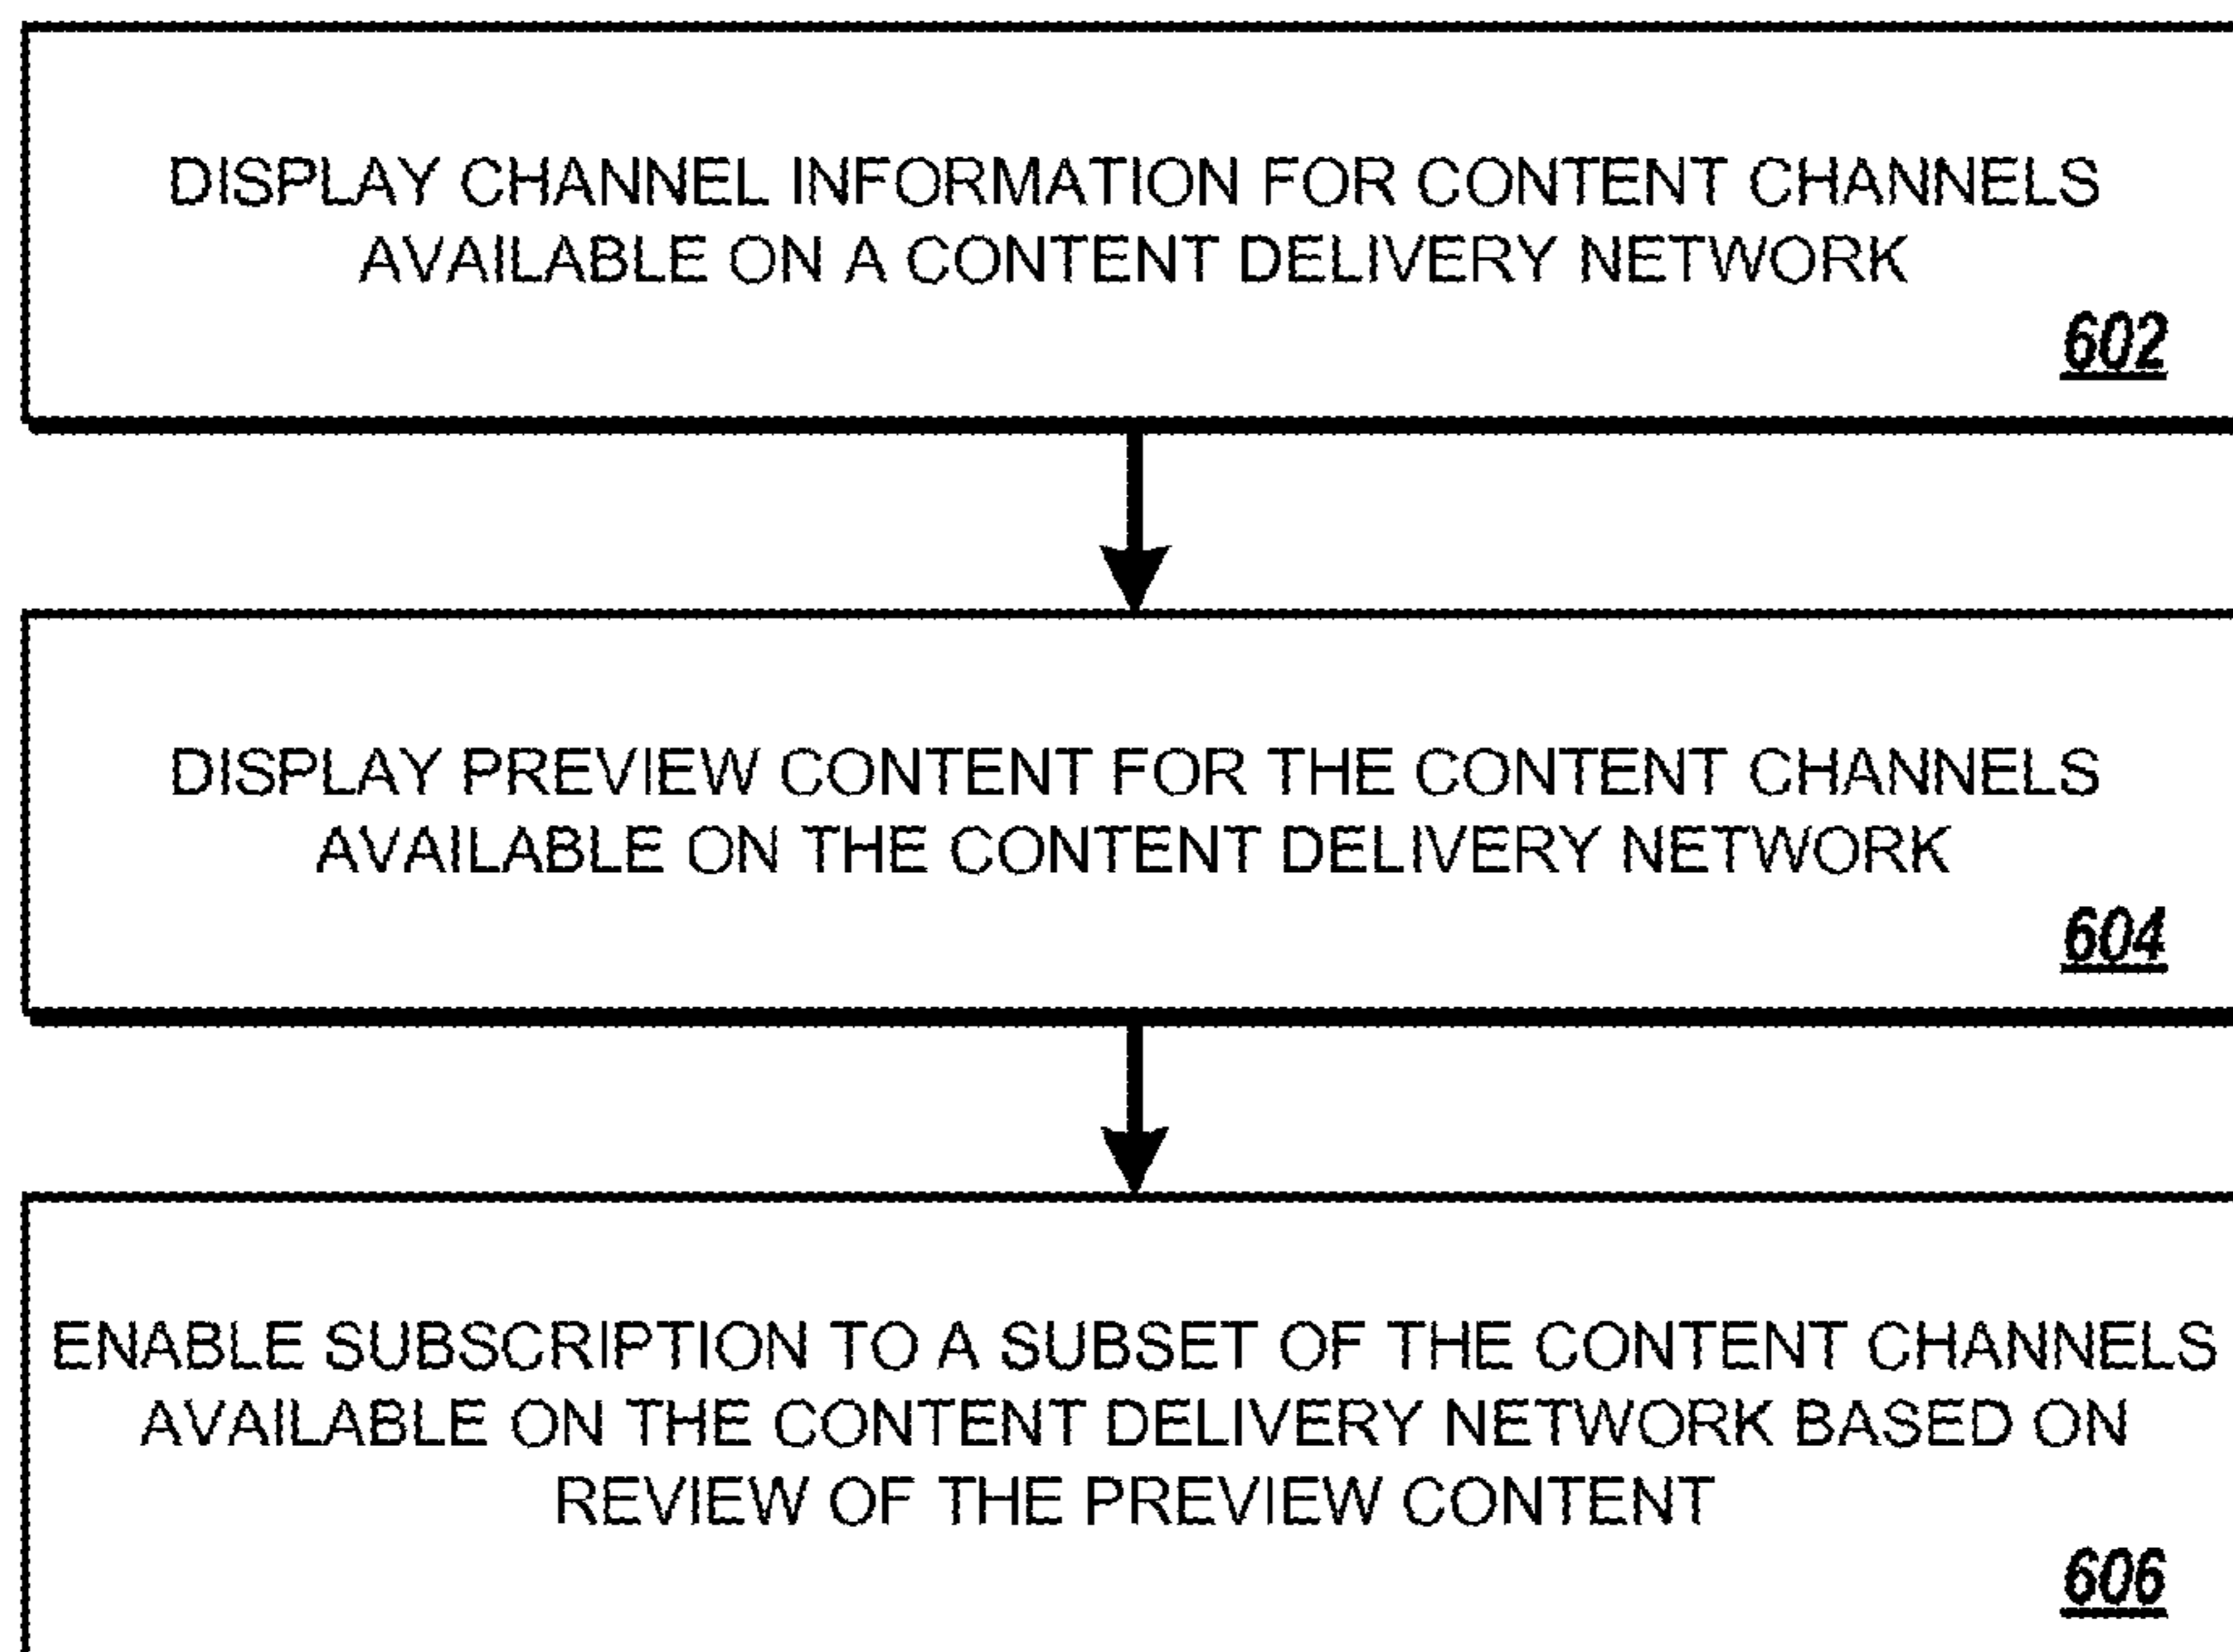 DISPLAY CHANNEL INFORMATION FOR CONTENT CHANNELS
AVAILABLE ON A CONTENT DELIVERY NETWORK
602
DISPLAY PREVIEW CONTENT FOR THE CONTENT CHANNELS
AVAILABLE ON THE CONTENT DELIVERY NETWORK
604
ENABLE SUBSCRIPTION TO A SUBSET OF THE CONTENT CHANNELS
AVAILABLE ON THE CONTENT DELIVERY NETWORK BASED ON
REVIEW OF THE PREVIEW CONTENT
606